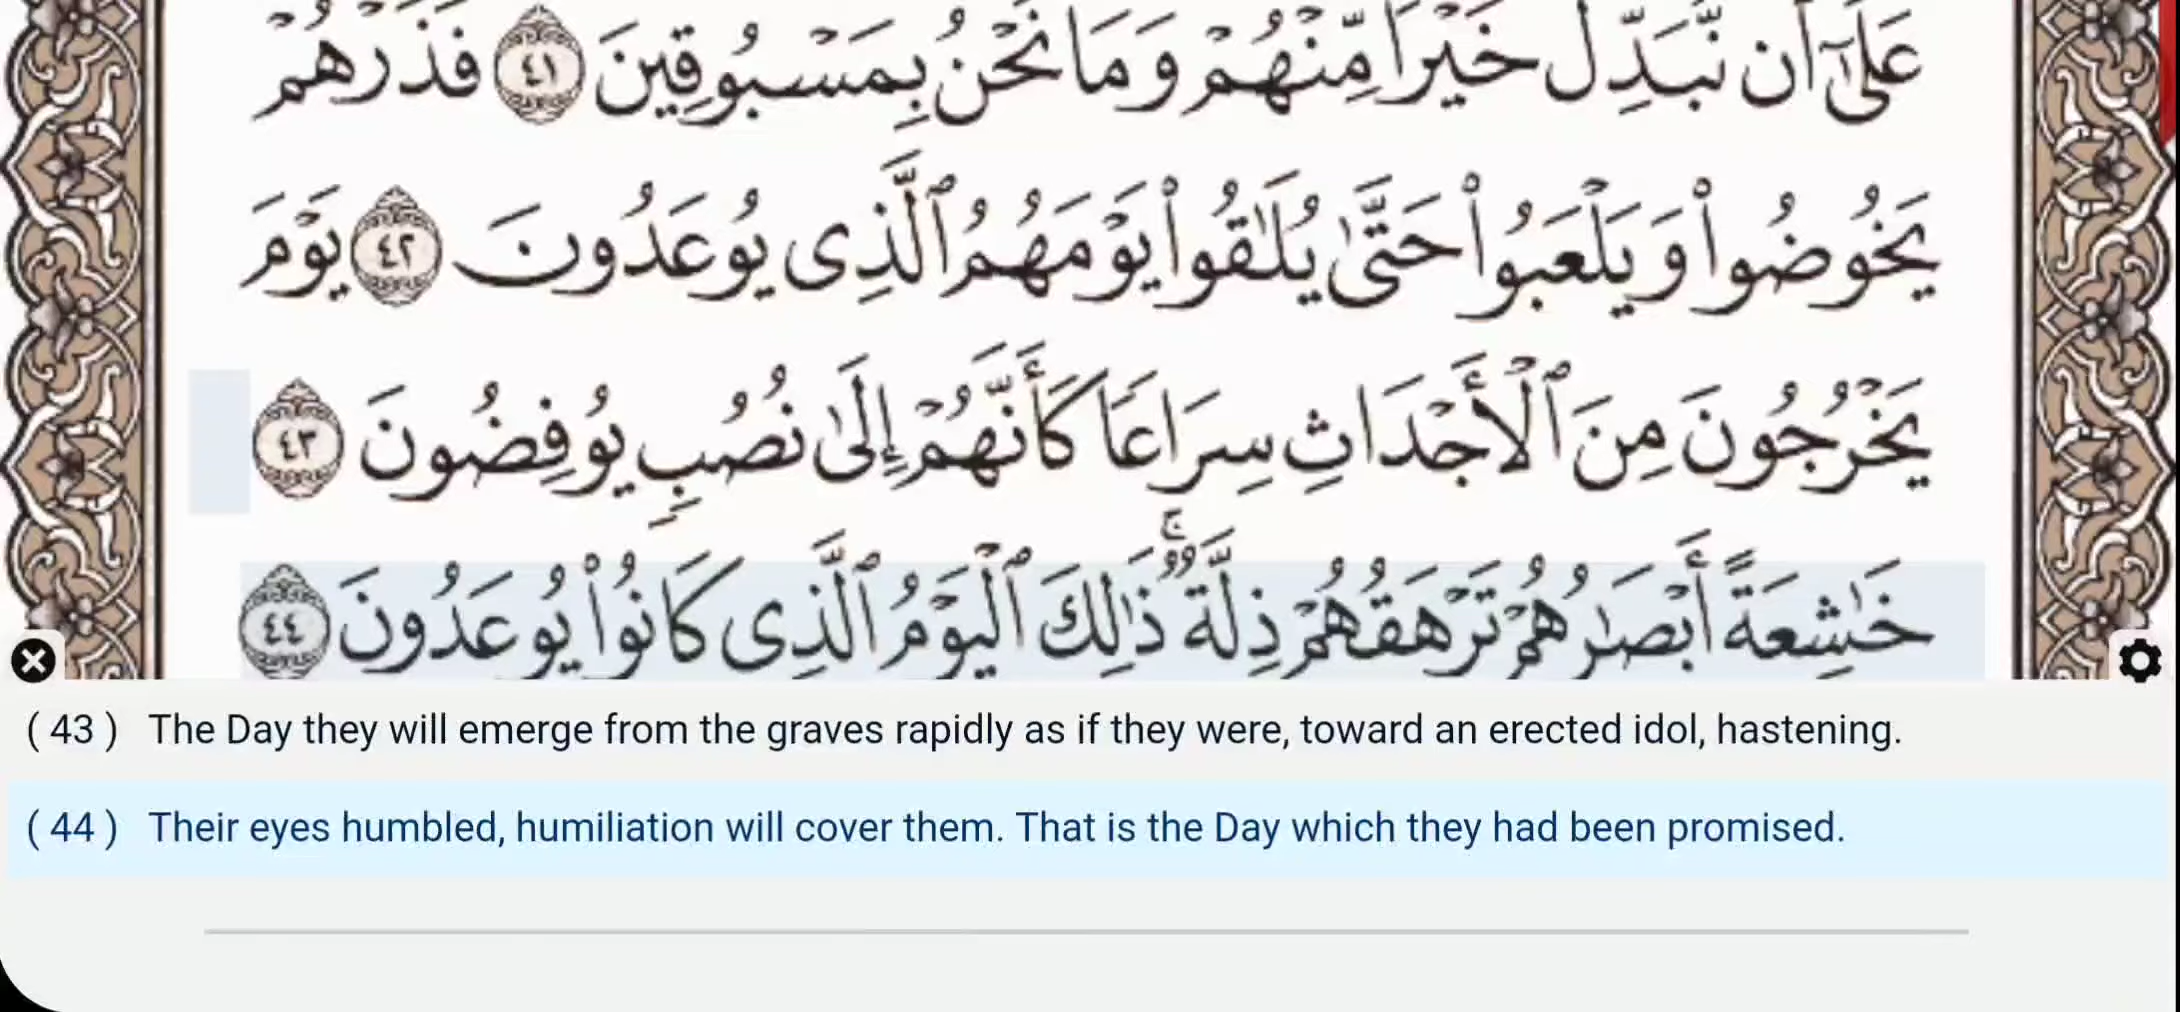 عَلَىٰٓ أَن نُّبَدِّلَ خَيْرًا مِّنْهُمْ وَمَا نَحْنُ بِمَسْبُوقِينَ ٤١ فَذَرْهُمْ
يَخُوضُوا۟ وَيَلْعَبُوا۟ حَتَّىٰ يُلَـٰقُوا۟ يَوْمَهُمُ ٱلَّذِى يُوعَدُونَ ٤٢ يَوْمَ
يَخْرُجُونَ مِنَ ٱلْأَجْدَاثِ سِرَاعًا كَأَنَّهُمْ إِلَىٰ نُصُبٍ يُوفِضُونَ ٤٣
خَـٰشِعَةً أَبْصَـٰرُهُمْ تَرْهَقُهُمْ ذِلَّةٌ ۚ ذَٰلِكَ ٱلْيَوْمُ ٱلَّذِى كَانُوا۟ يُوعَدُونَ ٤٤
( 43 ) The Day they will emerge from the graves rapidly as if they were, toward an erected idol, hastening.
( 44 ) Their eyes humbled, humiliation will cover them. That is the Day which they had been promised.